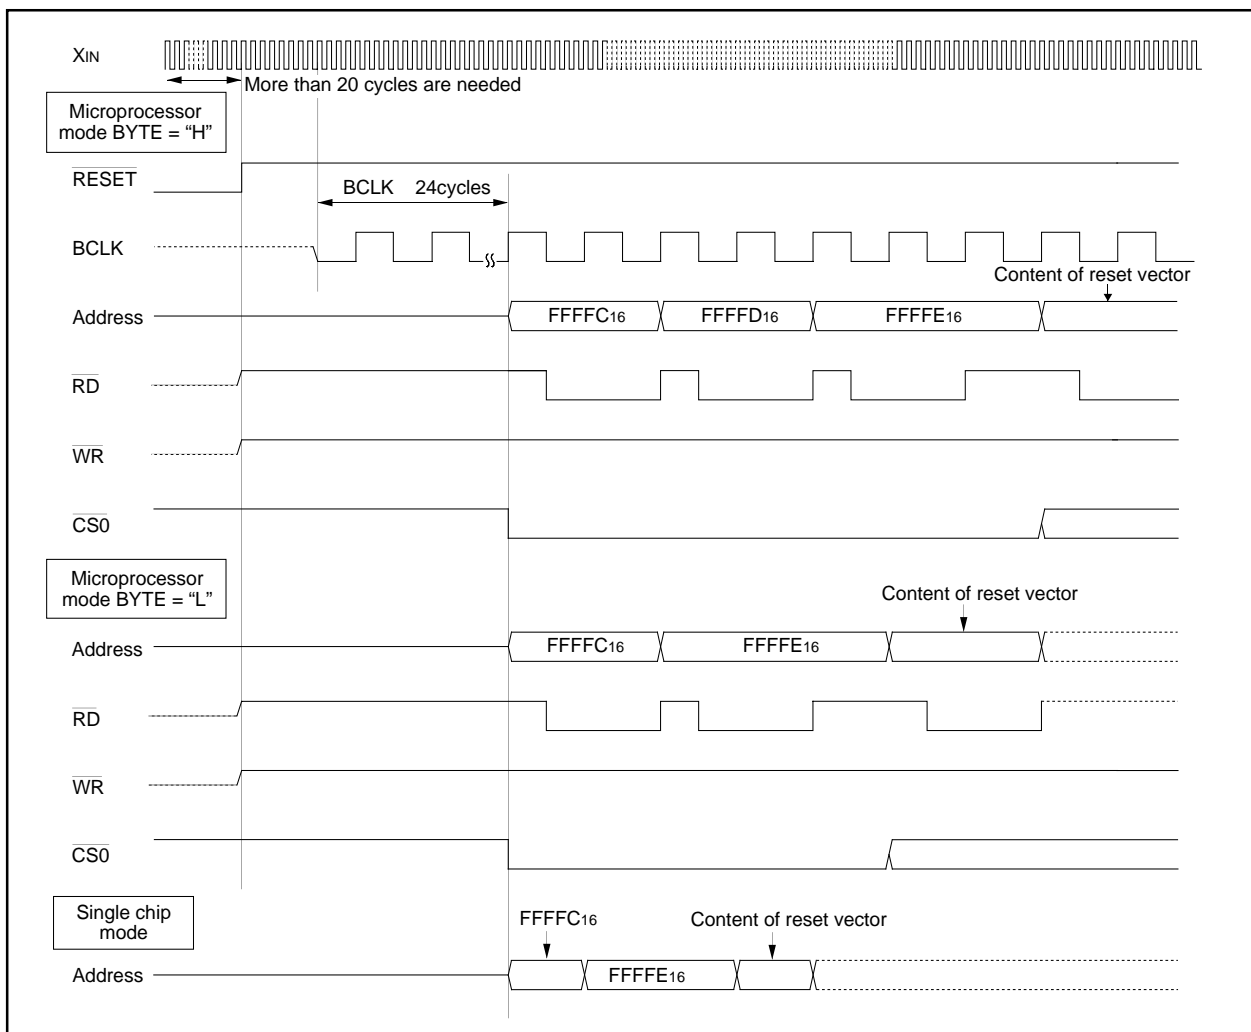 XIN
More than 20 cycles are needed
Microprocessor
mode BYTE = “H”
RESET
BCLK 24cycles
BCLK
Content of reset vector
Address FFFFC16 FFFFD16 FFFFE16
RD
WR
CS0
Microprocessor
mode BYTE = “L”
Content of reset vector
Address FFFFC16 FFFFE16
RD
WR
CS0
Single chip
mode
FFFFC16 Content of reset vector
Address FFFFE16